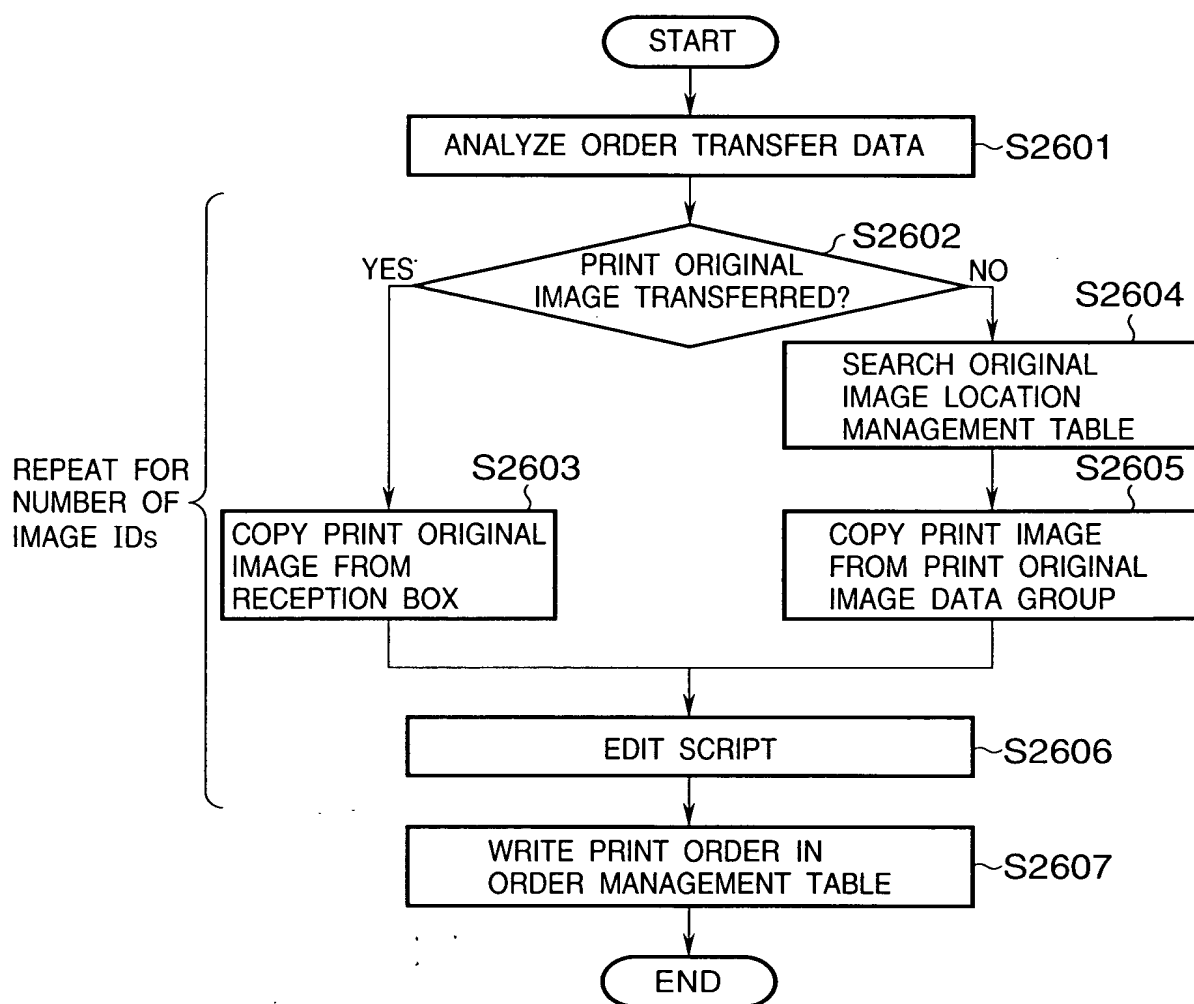 START
ANALYZE ORDER TRANSFER DATA
S2601
S2602
YES
PRINT ORIGINAL
IMAGE TRANSFERRED?
NO
S2604
SEARCH ORIGINAL
IMAGE LOCATION
MANAGEMENT TABLE
REPEAT FOR
NUMBER OF
IMAGE IDs
S2603
COPY PRINT ORIGINAL
IMAGE FROM
RECEPTION BOX
S2605
COPY PRINT IMAGE
FROM PRINT ORIGINAL
IMAGE DATA GROUP
EDIT SCRIPT
S2606
WRITE PRINT ORDER IN
ORDER MANAGEMENT TABLE
S2607
END